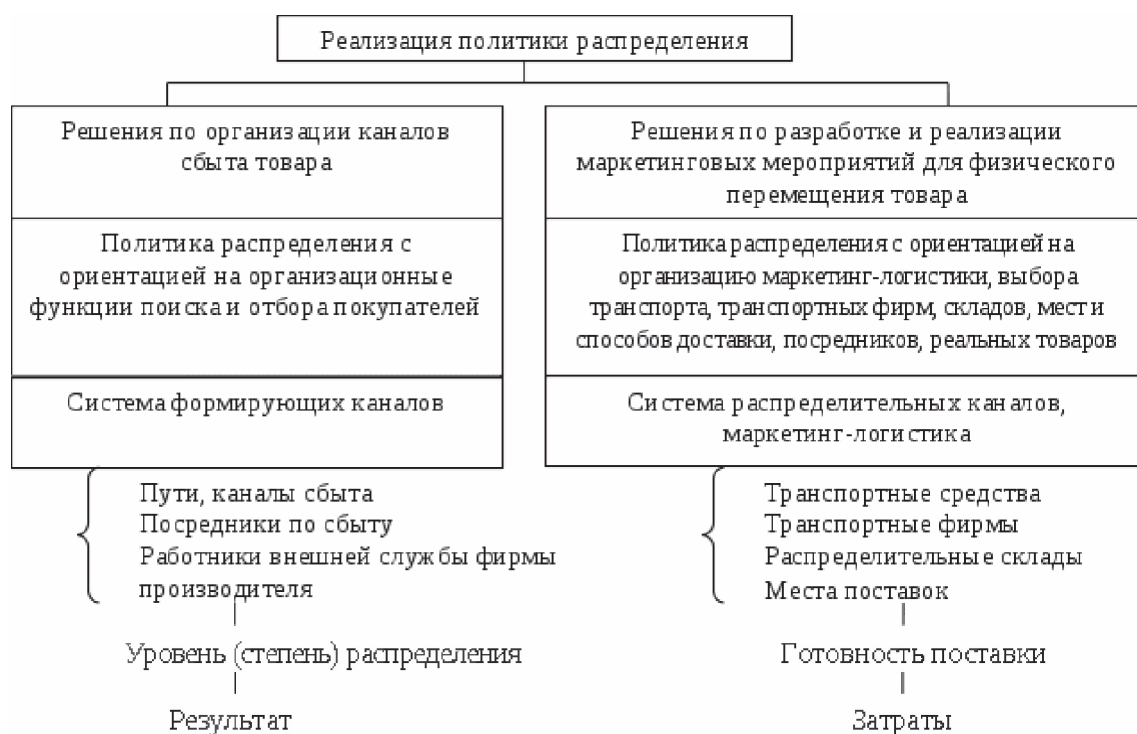 Реализация политики распределения
Решения по организации каналов
сбыта товара
Решения по разработке и реализации
маркетинговых мероприятий для физического
перемещения товара
Политика распределения с
ориентацией на организационные
функции поиска и отбора покупателей
Политика распределения с ориентацией на
организацию маркетинг-логистики, выбора
транспорта, транспортных фирм, складов, мест и
способов доставки, посредников, реальных товаров
Система формирующих каналов
Система распределительных каналов,
маркетинг-логистика
Пути, каналы сбыта
Посредники по сбыту
Работники внешней службы фирмы
производителя
Транспортные средства
Транспортные фирмы
Распределительные склады
Места поставок
Уровень (степень) распределения
Готовность поставки
Результат
Затраты